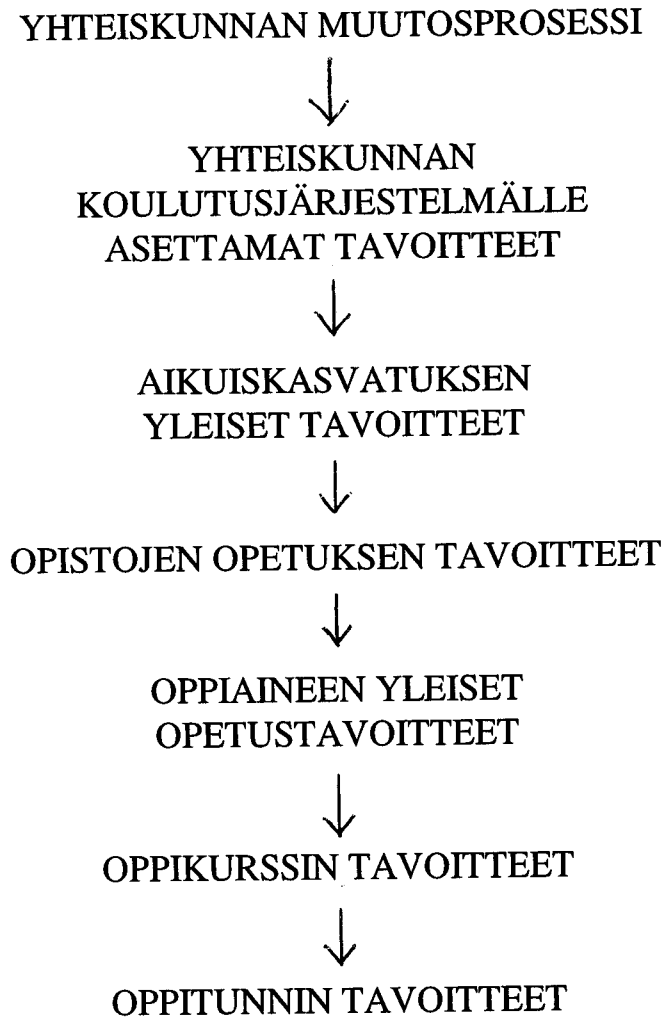 YHTEISKUNNAN MUUTOSPROSESSI
YHTEISKUNNAN
KOULUTUSJÄRJESTELMÄLLE
ASETTAMAT TAVOITTEET
AIKUISKASVATUKSEN
YLEISET TAVOITTEET
OPISTOJEN OPETUKSEN TAVOITTEET
OPPIAINEEN YLEISET
OPETUSTAVOITTEET
OPPIKURSSIN TAVOITTEET
OPPITUNNIN TAVOITTEET